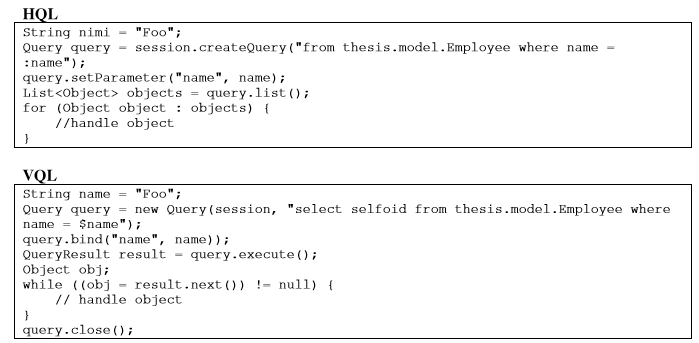 HQL
String nimi = "Foo";
Query query = session.createQuery("from thesis.model.Employee where name =
:name");
query.setParameter("name", name);
List<Object> objects = query.list();
for (Object object : objects) {
    //handle object
}
VQL
String name = "Foo";
Query query = new Query(session, "select selfoid from thesis.model.Employee where
name = $name");
query.bind("name", name));
QueryResult result = query.execute();
Object obj;
while ((obj = result.next()) != null) {
    // handle object
}
query.close();